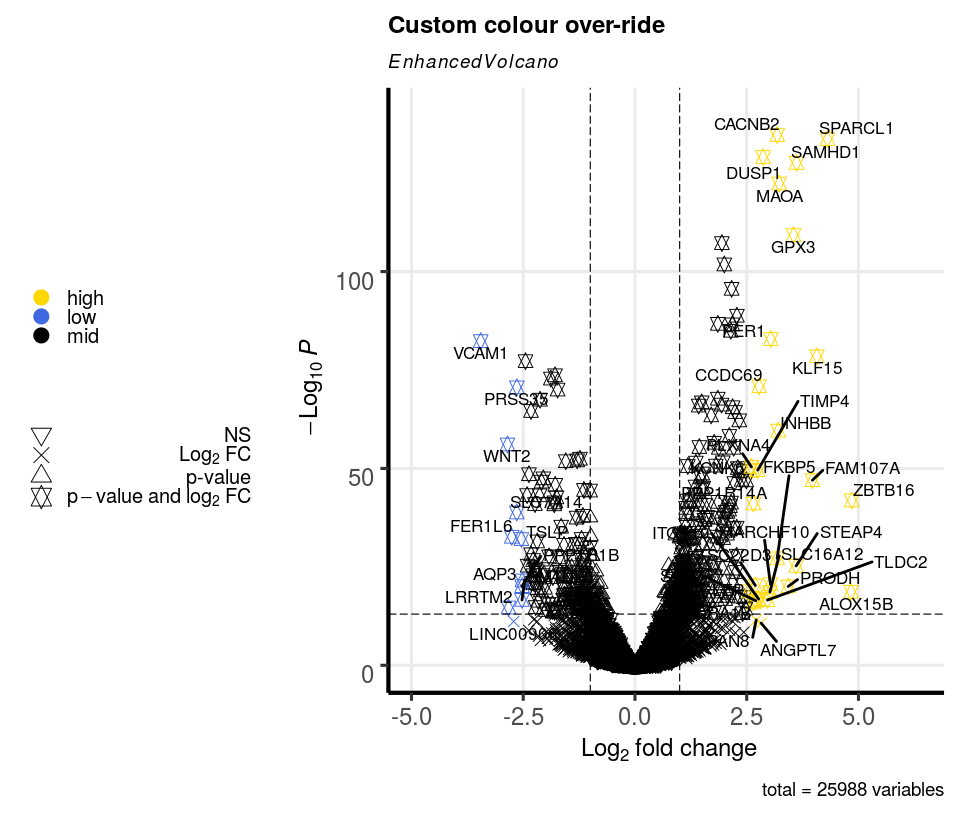 Custom colour over-ride
EnhancedVolcano
high
low
mid
NS
Log2 FC
p-value
p − value and log2 FC
−Log10 P
100
50
0
CACNB2
SPARCL1
SAMHD1
DUSP1
MAOA
GPX3
VCAM1
KLF15
CCDC69
PRSS35
TIMP4
INHBB
WNT2
FKBP5
FAM107A
ZBTB16
FER1L6
TSLP
MARCHF10
STEAP4
SLC16A12
TLDC2
AQP3
PRODH
LRRTM2
ALOX15B
ANGPTL7
-5.0
-2.5
0.0
2.5
5.0
Log2 fold change
total = 25988 variables